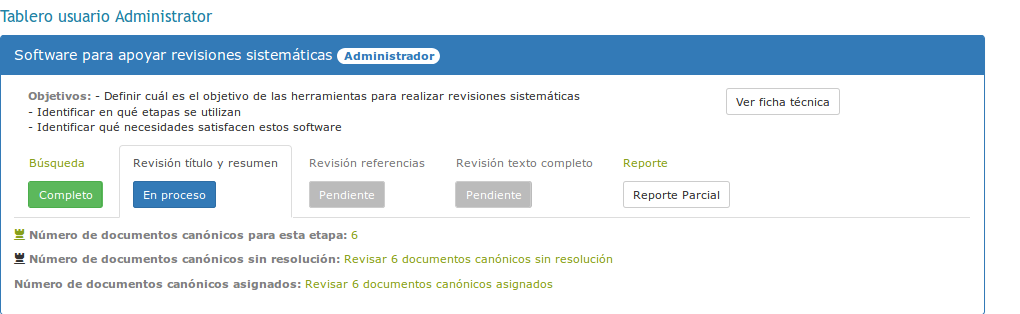 Tablero usuario Administrator
Software para apoyar revisiones sistemáticas Administrador
Objetivos: - Definir cuál es el objetivo de las herramientas para realizar revisiones sistemáticas
- Identificar en qué etapas se utilizan
- Identificar qué necesidades satisfacen estos software
Ver ficha técnica
Búsqueda Revisión título y resumen Revisión referencias Revisión texto completo Reporte
Completo En proceso Pendiente Pendiente Reporte Parcial
Número de documentos canónicos para esta etapa: 6
Número de documentos canónicos sin resolución: Revisar 6 documentos canónicos sin resolución
Número de documentos canónicos asignados: Revisar 6 documentos canónicos asignados